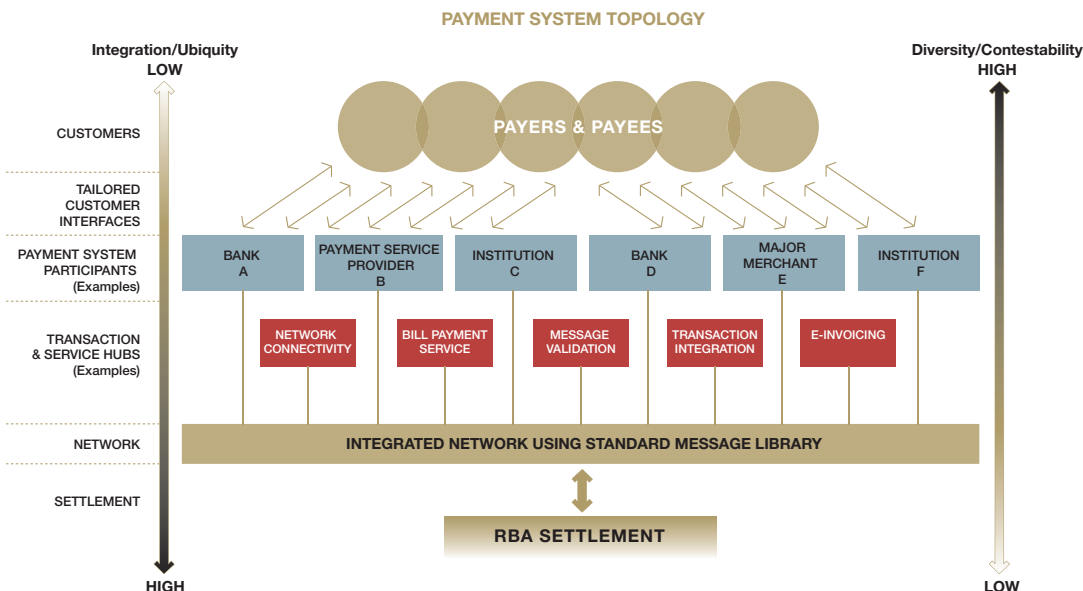 PAYMENT SYSTEM TOPOLOGY
Integration/Ubiquity
LOW
Diversity/Contestability
HIGH
CUSTOMERS
PAYERS & PAYEES
TAILORED
CUSTOMER
INTERFACES
PAYMENT SYSTEM
PARTICIPANTS
(Examples)
BANK
A
PAYMENT SERVICE
PROVIDER
B
INSTITUTION
C
BANK
D
MAJOR
MERCHANT
E
INSTITUTION
F
TRANSACTION
& SERVICE HUBS
(Examples)
NETWORK
CONNECTIVITY
BILL PAYMENT
SERVICE
MESSAGE
VALIDATION
TRANSACTION
INTEGRATION
E-INVOICING
NETWORK
INTEGRATED NETWORK USING STANDARD MESSAGE LIBRARY
SETTLEMENT
RBA SETTLEMENT
HIGH
LOW